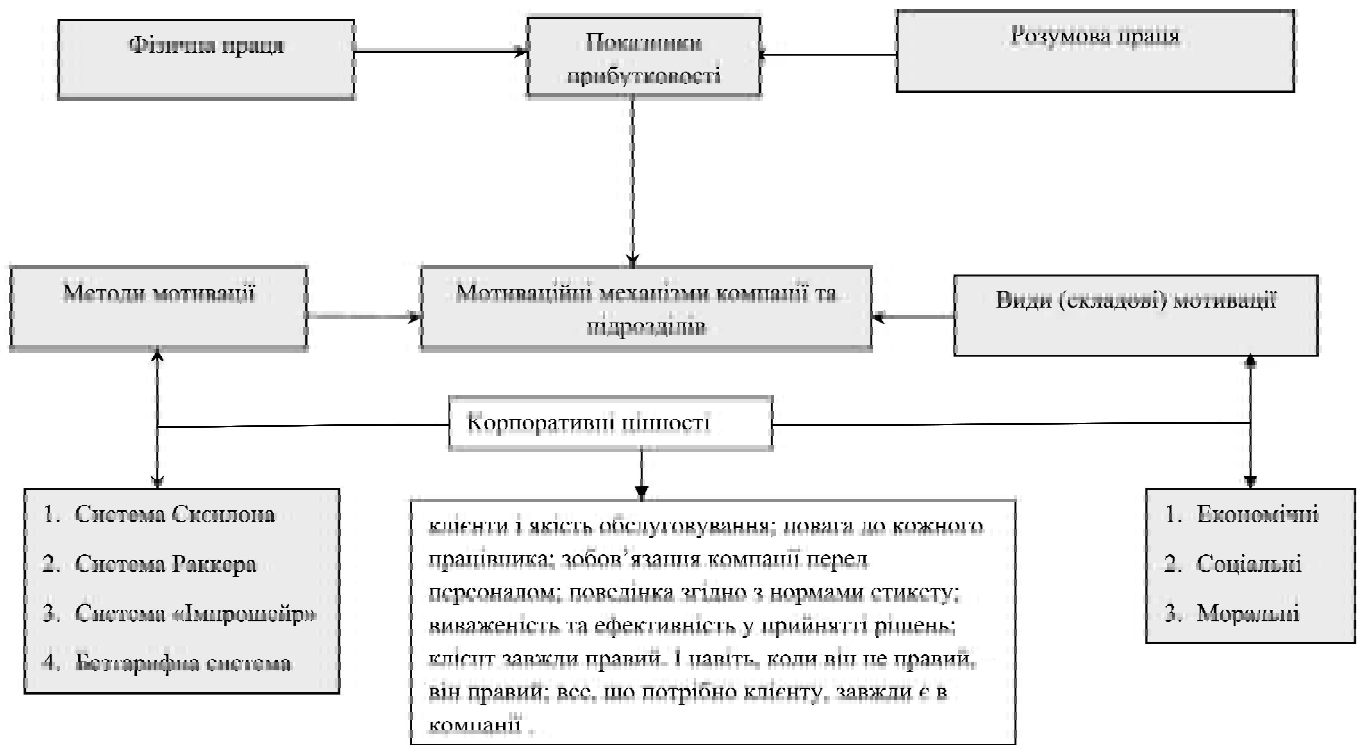 Фізична праця
Показники
прибутковості
Розумова праця
Методи мотивації
Мотиваційні механізми компанії та
підрозділів
Види (складові) мотивації
Корпоративні цінності
1. Система Скенлона
2. Система Раккера
3. Система «Імпрошейр»
4. Безтарифна система
клієнти і якість обслуговування; повага до кожного
працівника; зобов’язання компанії перед
персоналом; поведінка згідно з нормами етикету;
виваженість та ефективність у прийнятті рішень;
клієнт завжди правий. І навіть, коли він не правий,
він правий; все, що потрібно клієнту, завжди є в
компанії .
1. Економічні
2. Соціальні
3. Моральні